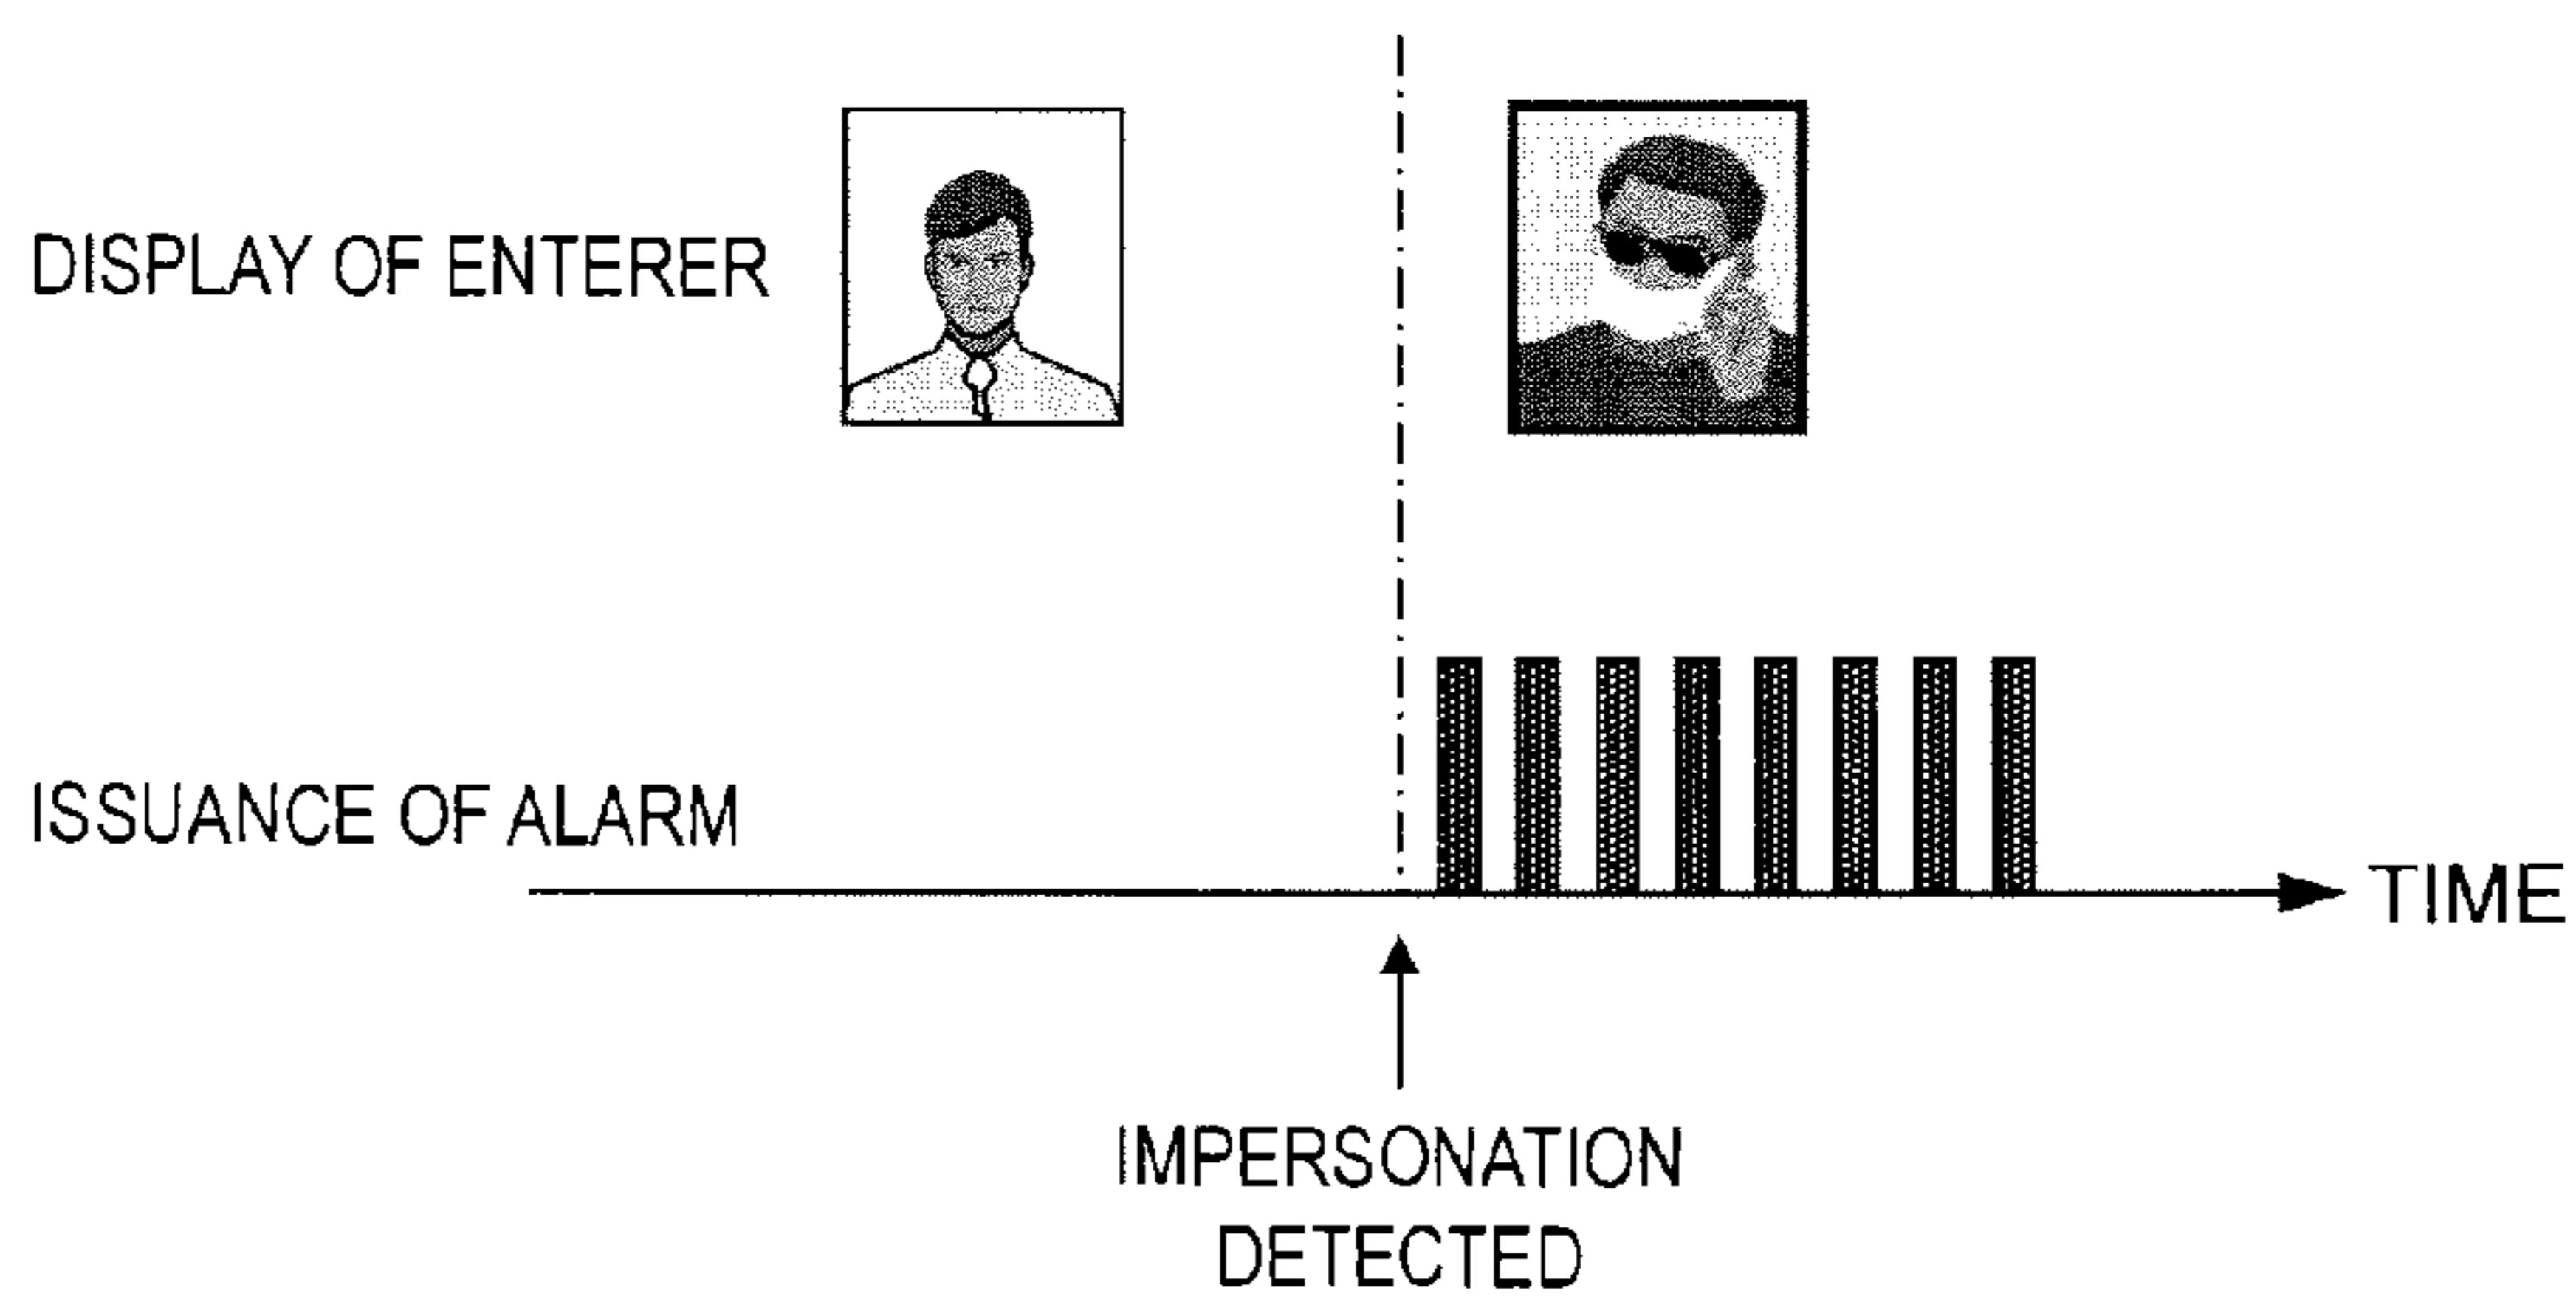 DISPLAY OF ENTERER
ISSUANCE OF ALARM
TIME
IMPERSONATION
DETECTED